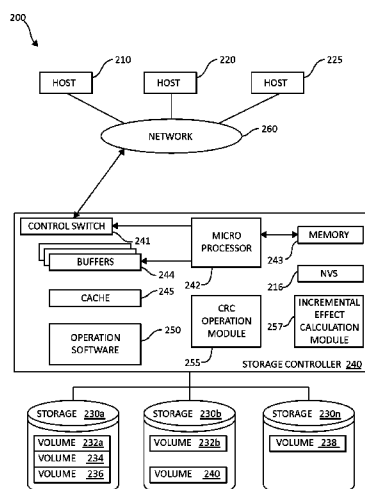 200
210
220
225
HOST
HOST
HOST
NETWORK
260
CONTROL SWITCH
241
BUFFERS
244
CACHE
245
OPERATION SOFTWARE
250
MICRO PROCESSOR
242
MEMORY
243
NVS
216
CRC OPERATION MODULE
255
INCREMENTAL EFFECT CALCULATION MODULE
257
STORAGE CONTROLLER 240
STORAGE 230a
STORAGE 230b
STORAGE 230n
VOLUME 232a
VOLUME 234
VOLUME 236
VOLUME 232b
VOLUME 240
VOLUME 238